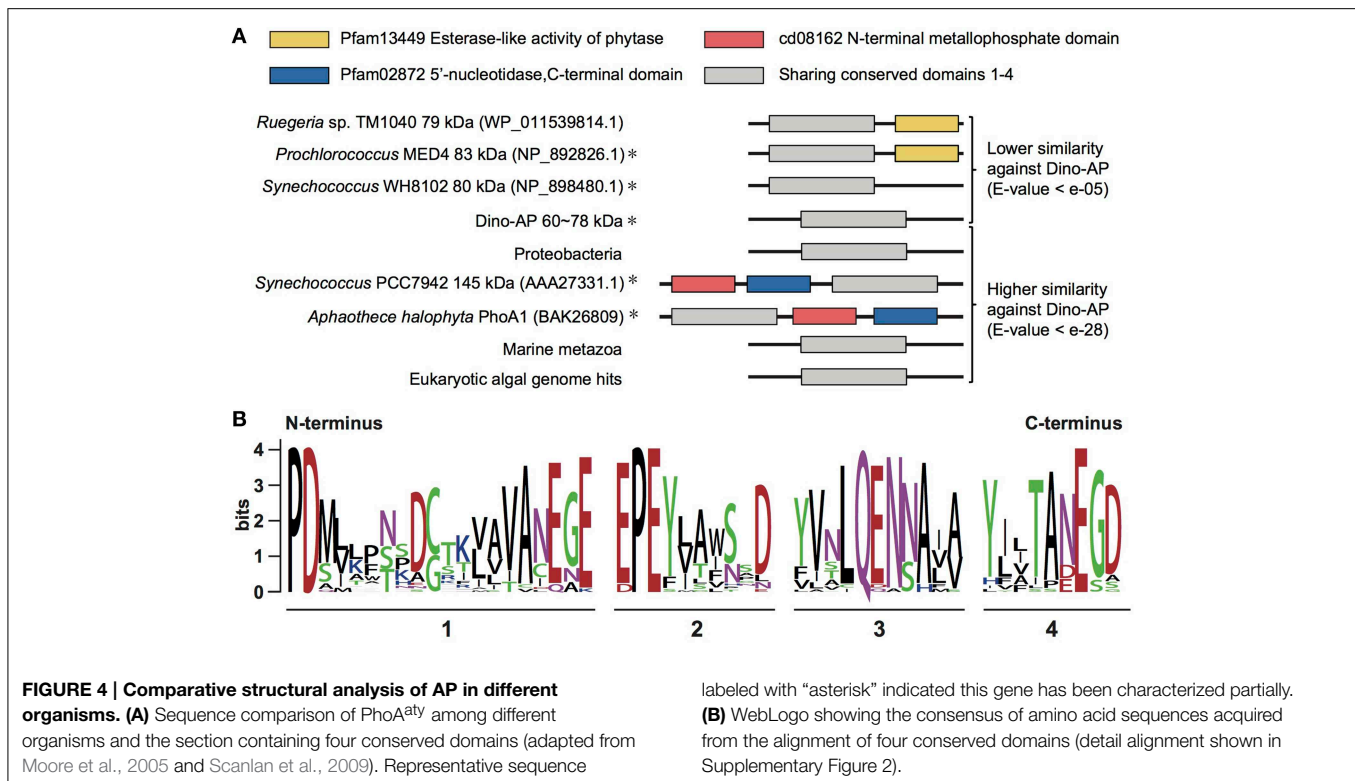 A
Pfam13449 Esterase-like activity of phytase
cd08162 N-terminal metallophosphate domain
Pfam02872 5'-nucleotidase,C-terminal domain
Sharing conserved domains 1-4
Ruegeria sp. TM1040 79 kDa (WP_011539814.1)
Prochlorococcus MED4 83 kDa (NP_892826.1) *
Synechococcus WH8102 80 kDa (NP_898480.1) *
Dino-AP 60~78 kDa *
Proteobacteria
Synechococcus PCC7942 145 kDa (AAA27331.1) *
Aphaothece halophyta PhoA1 (BAK26809) *
Marine metazoa
Eukaryotic algal genome hits
Lower similarity
against Dino-AP
(E-value < e-05)
Higher similarity
against Dino-AP
(E-value < e-28)
B
N-terminus
C-terminus
bits
4
3
2
1
0
1
2
3
4
FIGURE 4 | Comparative structural analysis of AP in different
organisms. (A) Sequence comparison of PhoAaty among different
organisms and the section containing four conserved domains (adapted from
Moore et al., 2005 and Scanlan et al., 2009). Representative sequence
labeled with “asterisk” indicated this gene has been characterized partially.
(B) WebLogo showing the consensus of amino acid sequences acquired
from the alignment of four conserved domains (detail alignment shown in
Supplementary Figure 2).